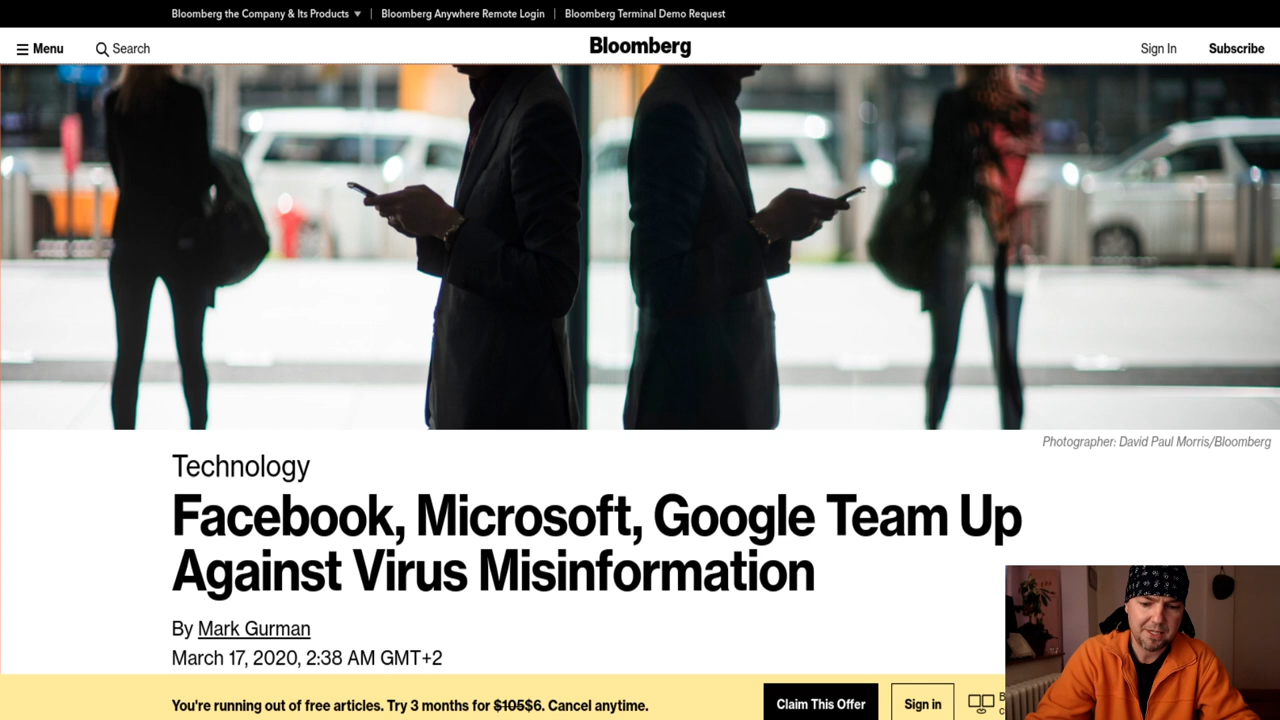 Bloomberg the Company & Its Products ▼ | Bloomberg Anywhere Remote Login | Bloomberg Terminal Demo Request
Menu Search Bloomberg Sign In Subscribe
Photographer: David Paul Morris/Bloomberg
Technology
Facebook, Microsoft, Google Team Up
Against Virus Misinformation
By Mark Gurman
March 17, 2020, 2:38 AM GMT+2
You're running out of free articles. Try 3 months for $105$6. Cancel anytime. Claim This Offer Sign in